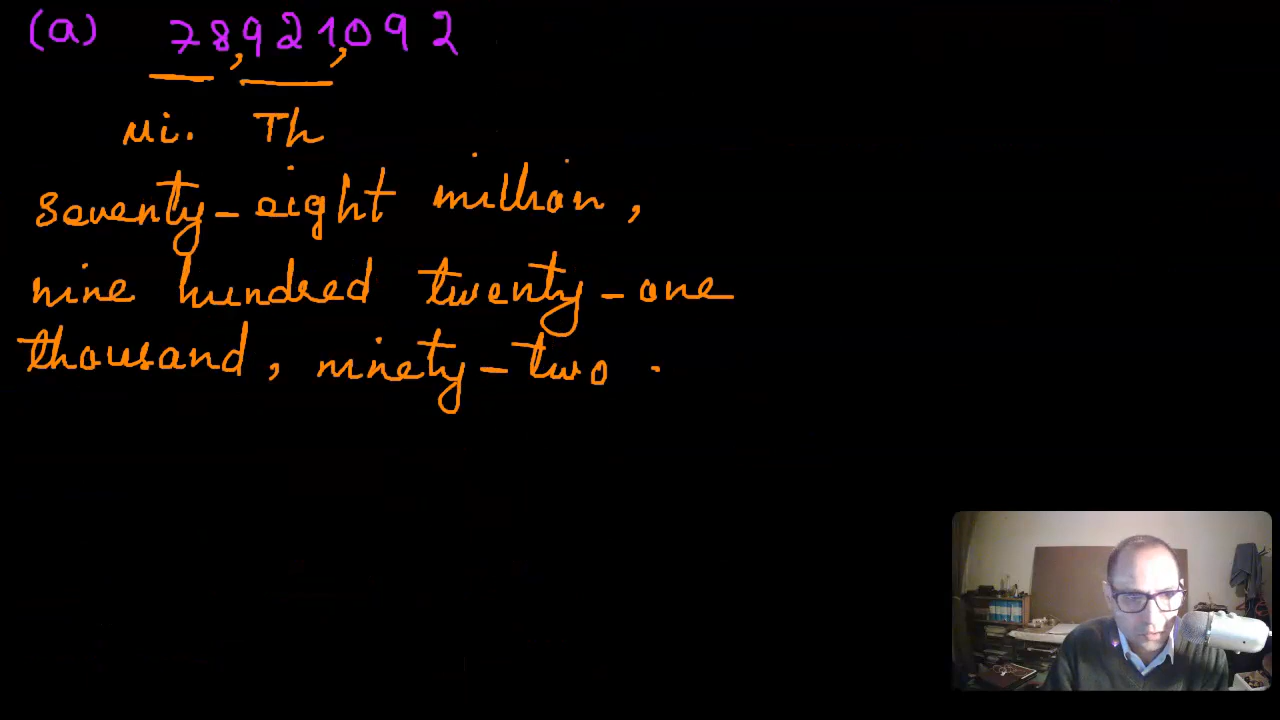 (a) 78,921,092
Mi. Th
seventy-eight million,
nine hundred twenty-one
thousand, ninety-two.